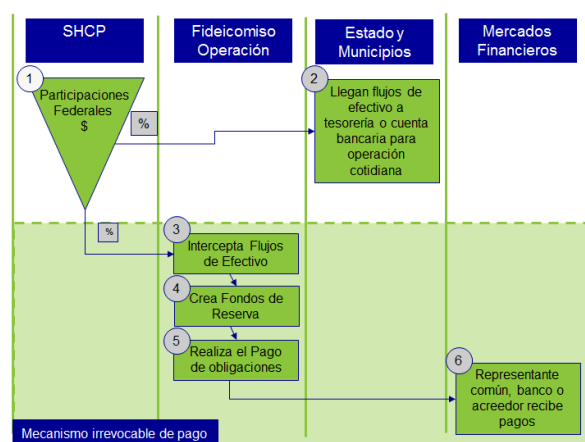 SHCP
Fideicomiso
Operación
Estado y
Municipios
Mercados
Financieros
1
Participaciones
Federales
$
%
2
Llegan flujos de
efectivo a
tesorería o cuenta
bancaria para
operación
cotidiana
%
3
Intercepta Flujos
de Efectivo
4
Crea Fondos de
Reserva
5
Realiza el Pago
de obligaciones
6
Representante
común, banco o
acreedor recibe
pagos
Mecanismo irrevocable de pago